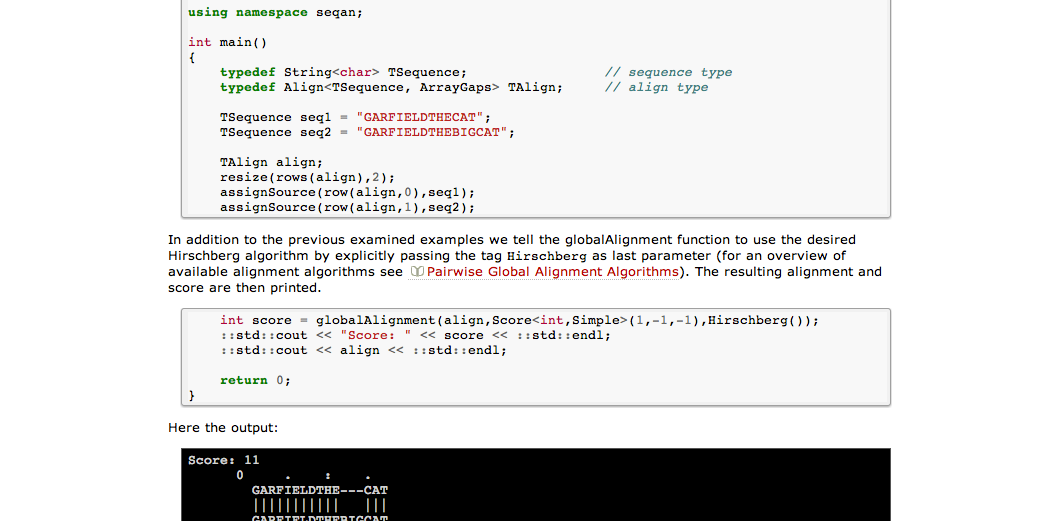 using namespace seqan;
int main()
{
typedef String<char> TSequence; // sequence type
typedef Align<TSequence, ArrayGaps> TAlign; // align type
TSequence seq1 = "GARFIELDTHECAT";
TSequence seq2 = "GARFIELDTHEBIGCAT";
TAlign align;
resize(rows(align),2);
assignSource(row(align,0),seq1);
assignSource(row(align,1),seq2);
In addition to the previous examined examples we tell the globalAlignment function to use the desired
Hirschberg algorithm by explicitly passing the tag Hirschberg as last parameter (for an overview of
available alignment algorithms see Pairwise Global Alignment Algorithms). The resulting alignment and
score are then printed.
int score = globalAlignment(align,Score<int,Simple>(1,-1,-1),Hirschberg());
::std::cout << "Score: " << score << ::std::endl;
::std::cout << align << ::std::endl;
return 0;
}
Here the output:
Score: 11
0 . : .
GARFIELDTHE---CAT
||||||||||| |||
GARFIELDTHEBIGCAT